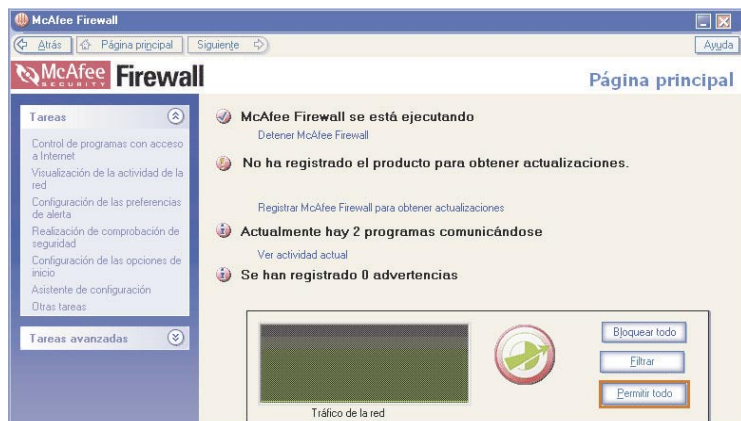 McAfee Firewall
Atrás
Página principal
Siguiente
Ayuda
McAfee SECURITY Firewall
Página principal
Tareas
Control de programas con acceso
a Internet
Visualización de la actividad de la
red
Configuración de las preferencias
de alerta
Realización de comprobación de
seguridad
Configuración de las opciones de
inicio
Asistente de configuración
Otras tareas
Tareas avanzadas
McAfee Firewall se está ejecutando
Detener McAfee Firewall
No ha registrado el producto para obtener actualizaciones.
Registrar McAfee Firewall para obtener actualizaciones
Actualmente hay 2 programas comunicándose
Ver actividad actual
Se han registrado 0 advertencias
Bloquear todo
Filtrar
Permitir todo
Tráfico de la red